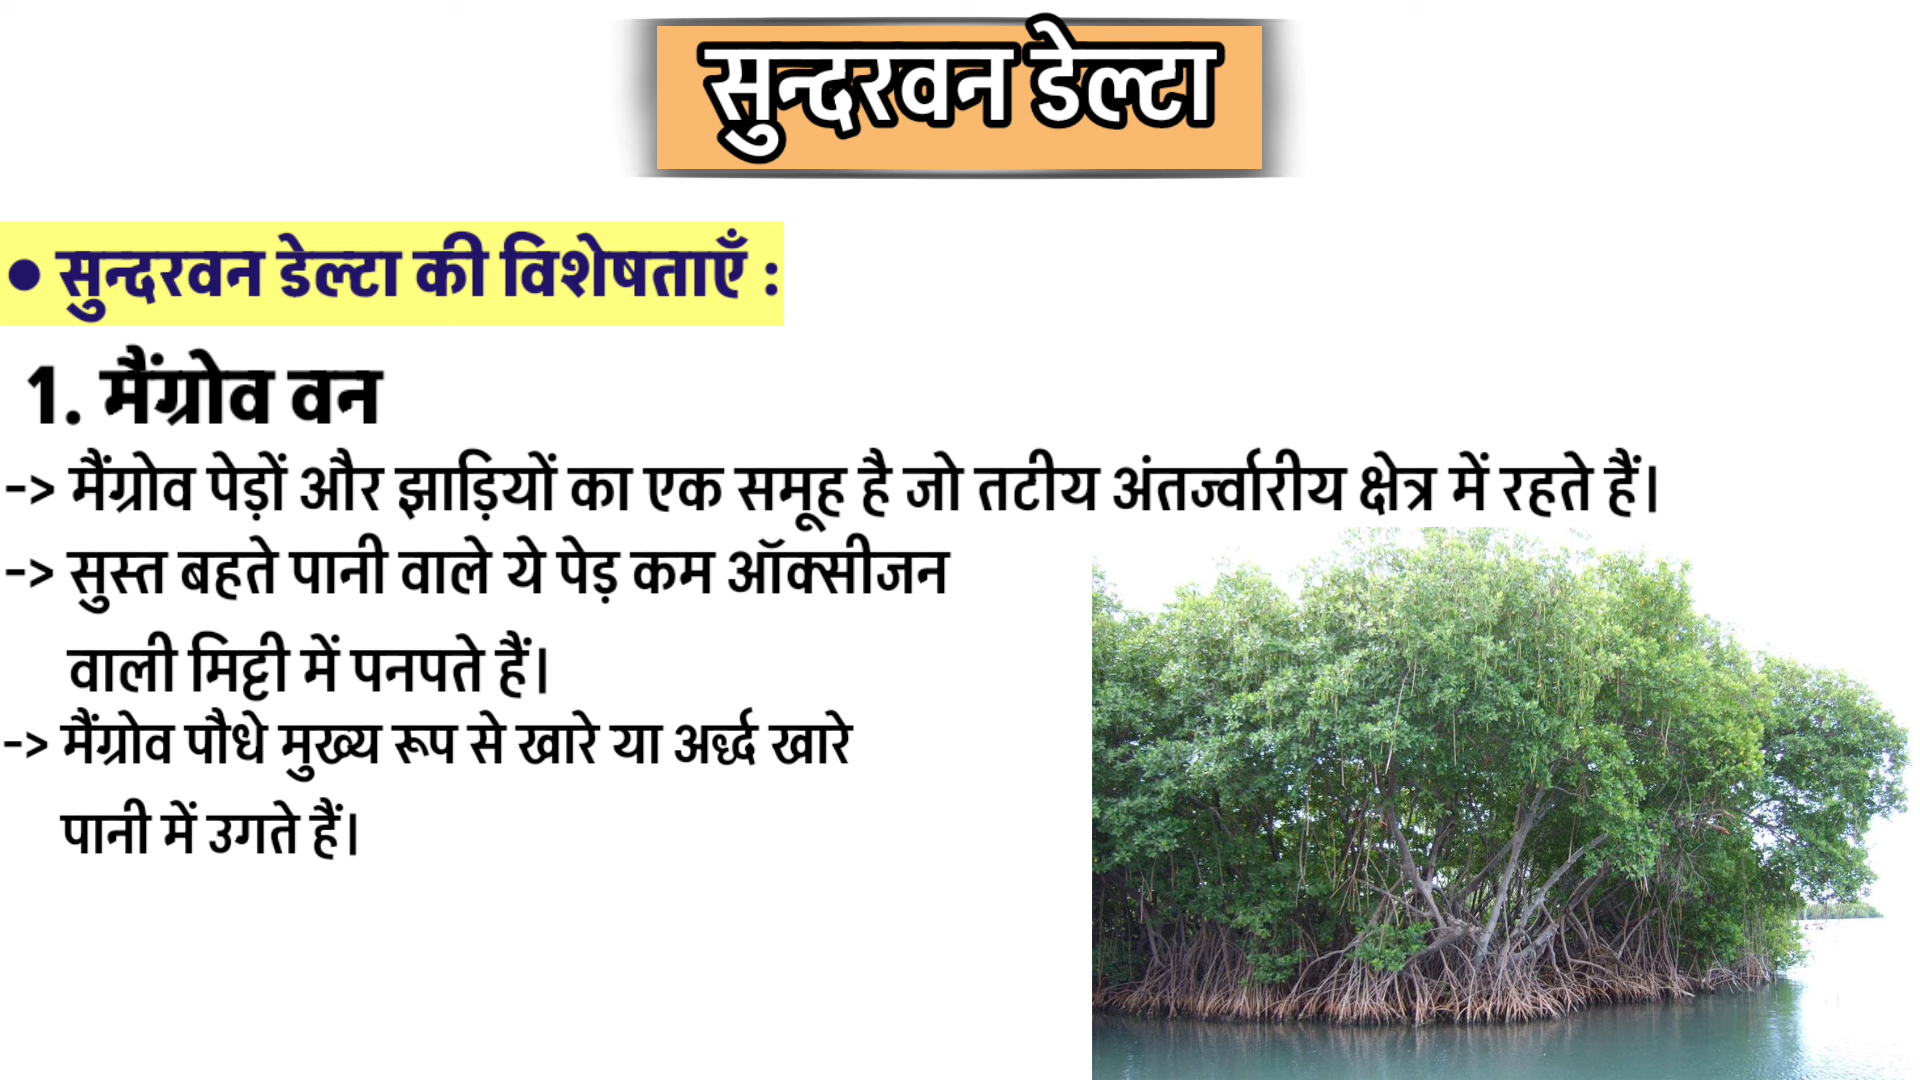 सुन्दरवन डेल्टा
● सुन्दरवन डेल्टा की विशेषताएँ :
1. मैंग्रोव वन
-> मैंग्रोव पेड़ों और झाड़ियों का एक समूह है जो तटीय अंतर्ज्वारीय क्षेत्र में रहते हैं।
-> सुस्त बहते पानी वाले ये पेड़ कम ऑक्सीजन
वाली मिट्टी में पनपते हैं।
-> मैंग्रोव पौधे मुख्य रूप से खारे या अर्द्ध खारे
पानी में उगते हैं।